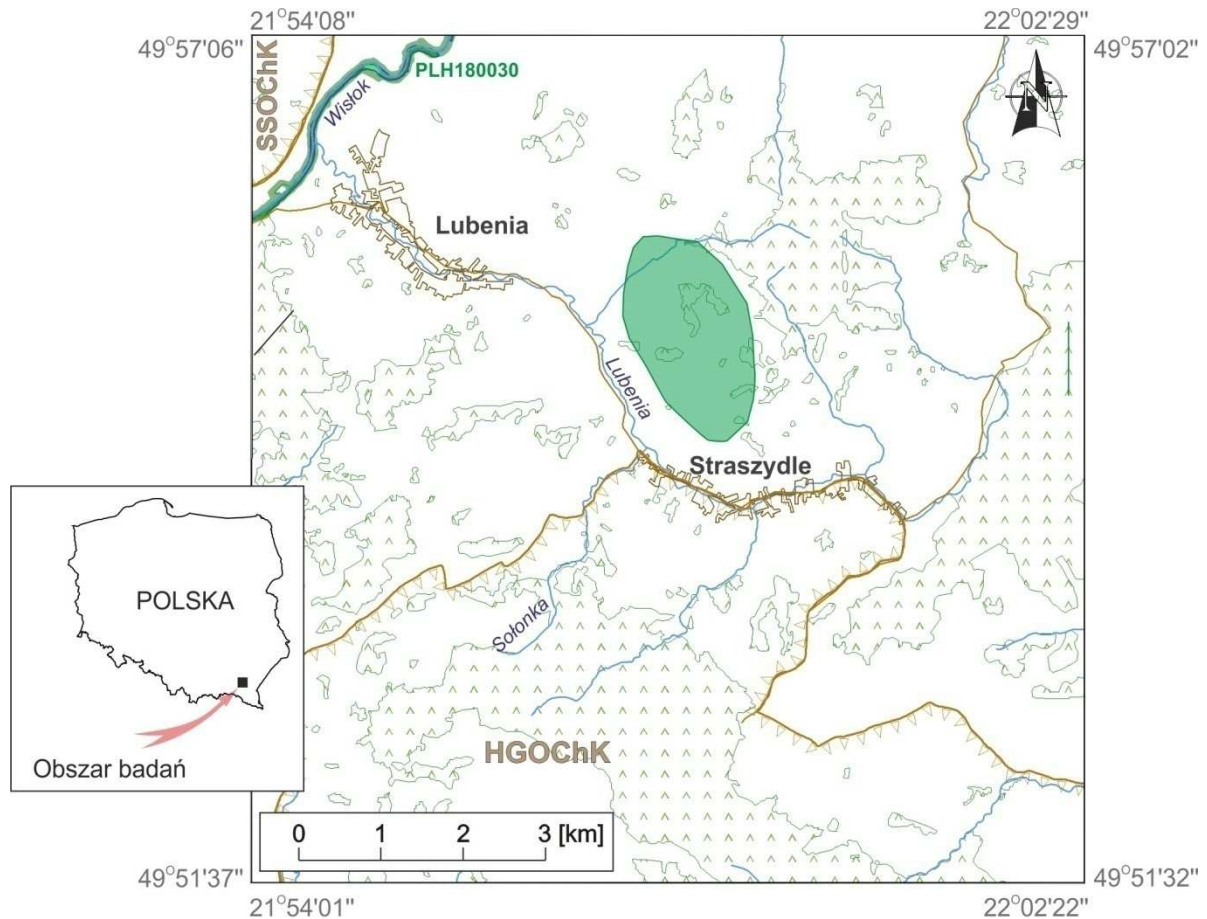 21°54'08"
22°02'29"
49°57'06"
49°57'02"
SSOChK
PLH180030
Wisłok
N
Lubenia
Lubenia
Straszydle
Sołonka
POLSKA
Obszar badań
HGOChK
0 1 2 3 [km]
49°51'37"
49°51'32"
21°54'01"
22°02'22"